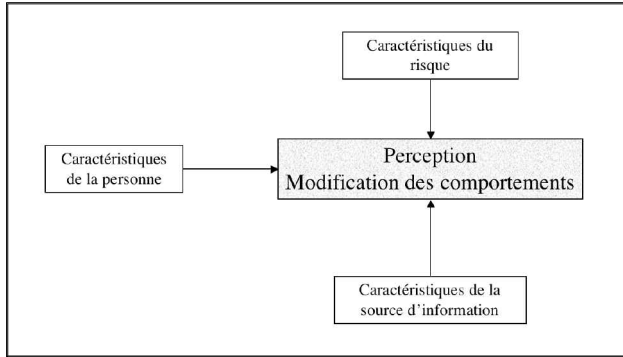 Caractéristiques du
risque
Caractéristiques
de la personne
Perception
Modification des comportements
Caractéristiques de la
source d'information